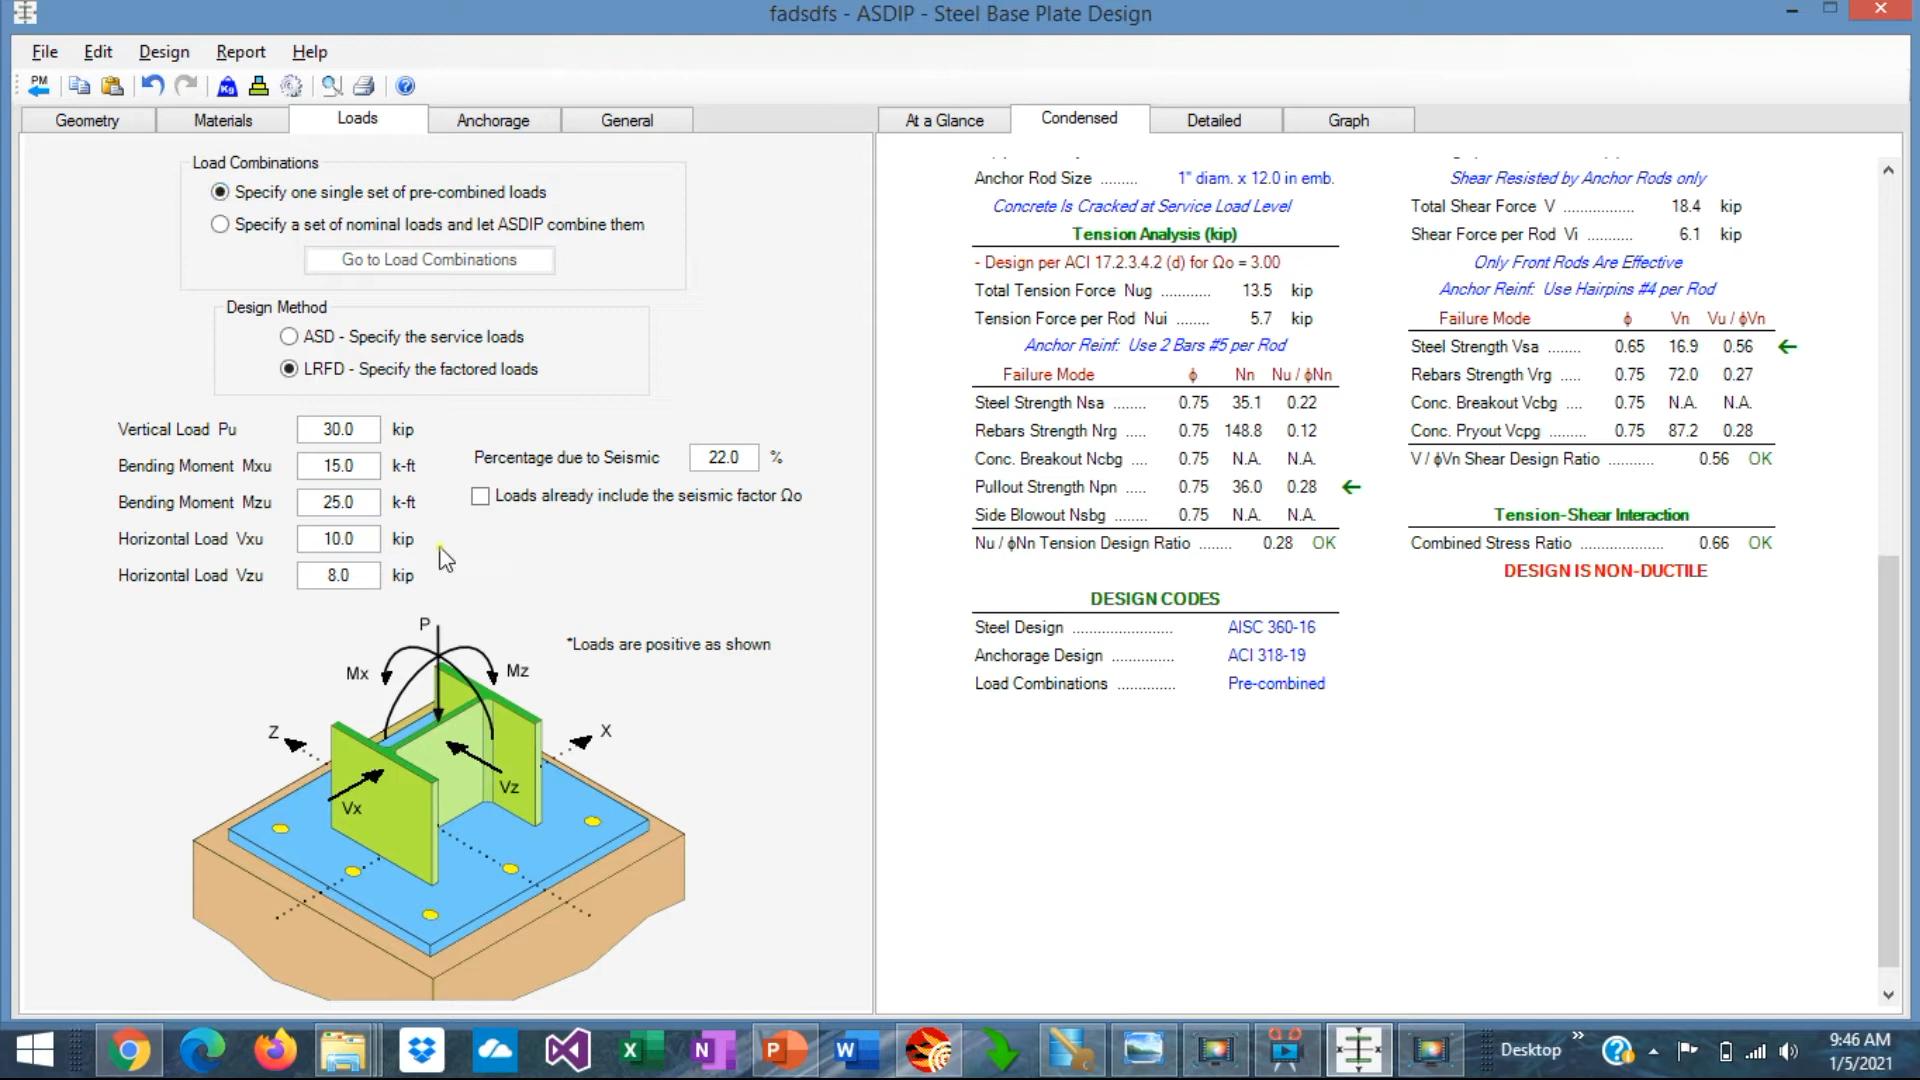 fadsdfs - ASDIP - Steel Base Plate Design
File Edit Design Report Help
PM
Kg
Geometry Materials Loads Anchorage General
At a Glance Condensed Detailed Graph
Load Combinations
Specify one single set of pre-combined loads
Specify a set of nominal loads and let ASDIP combine them
Go to Load Combinations
Design Method
ASD - Specify the service loads
LRFD - Specify the factored loads
Vertical Load Pu 30.0 kip
Bending Moment Mxu 15.0 k-ft
Bending Moment Mzu 25.0 k-ft
Horizontal Load Vxu 10.0 kip
Horizontal Load Vzu 8.0 kip
Percentage due to Seismic 22.0 %
Loads already include the seismic factor Ωo
*Loads are positive as shown
P
Mx
Mz
Z
X
Vz
Vx
Anchor Rod Size ......... 1" diam. x 12.0 in emb.
Concrete Is Cracked at Service Load Level
Tension Analysis (kip)
- Design per ACI 17.2.3.4.2 (d) for Ωo = 3.00
Total Tension Force Nug ............ 13.5 kip
Tension Force per Rod Nui ........ 5.7 kip
Anchor Reinf: Use 2 Bars #5 per Rod
Failure Mode ϕ Nn Nu / ϕNn
Steel Strength Nsa ........ 0.75 35.1 0.22
Rebars Strength Nrg ..... 0.75 148.8 0.12
Conc. Breakout Ncbg .... 0.75 N.A. N.A.
Pullout Strength Npn ..... 0.75 36.0 0.28
Side Blowout Nsbg ........ 0.75 N.A. N.A.
Nu / ϕNn Tension Design Ratio ........ 0.28 OK
DESIGN CODES
Steel Design ........................ AISC 360-16
Anchorage Design ............... ACI 318-19
Load Combinations .............. Pre-combined
Shear Resisted by Anchor Rods only
Total Shear Force V ................. 18.4 kip
Shear Force per Rod Vi ........... 6.1 kip
Only Front Rods Are Effective
Anchor Reinf: Use Hairpins #4 per Rod
Failure Mode ϕ Vn Vu / ϕVn
Steel Strength Vsa ........ 0.65 16.9 0.56
Rebars Strength Vrg ..... 0.75 72.0 0.27
Conc. Breakout Vcbg .... 0.75 N.A. N.A.
Conc. Pryout Vcpg ......... 0.75 87.2 0.28
V / ϕVn Shear Design Ratio ........... 0.56 OK
Tension-Shear Interaction
Combined Stress Ratio .................... 0.66 OK
DESIGN IS NON-DUCTILE
Desktop
9:46 AM
1/5/2021